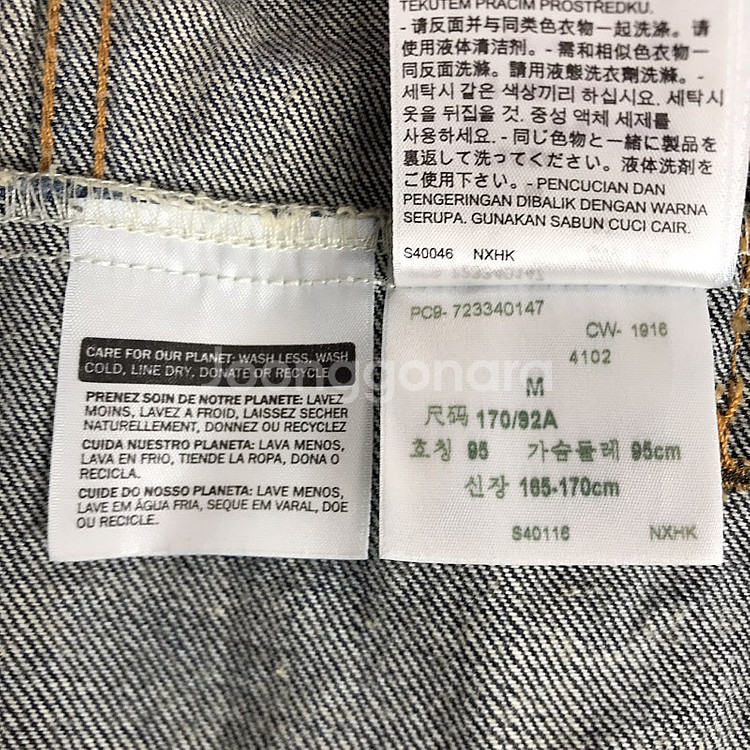 TEKUTÉM PRACÍM PROSTŘEDKU.
- 请反面并与同类色衣物一起洗涤。请
使用液体清洁剂。- 需和相似色衣物一
同反面洗滌。請用液態洗衣劑洗滌。-
세탁시 같은 색상끼리 하십시요. 세탁시
옷을 뒤집을 것. 중성 액체 세제를
사용하세요. - 同じ色物と一緒に製品を
裏返して洗ってください。液体洗剤を
ご使用下さい。- PENCUCIAN DAN
PENGERINGAN DIBALIK DENGAN WARNA
SERUPA. GUNAKAN SABUN CUCI CAIR.
S40046 NXHK
CARE FOR OUR PLANET: WASH LESS, WASH
COLD, LINE DRY, DONATE OR RECYCLE
PRENEZ SOIN DE NOTRE PLANETE: LAVEZ
MOINS, LAVEZ A FROID, LAISSEZ SECHER
NATURELLEMENT, DONNEZ OU RECYCLEZ
CUIDA NUESTRO PLANETA: LAVA MENOS,
LAVA EN FRIO, TIENDE LA ROPA, DONA O
RECICLA.
CUIDE DO NOSSO PLANETA: LAVE MENOS,
LAVE EM ÁGUA FRIA, SEQUE EM VARAL, DOE
OU RECICLE.
PC9- 723340147
CW- 1916
4102
M
尺码 170/92A
호칭 95 가슴둘레 95cm
신장 165-170cm
S40116 NXHK
Joonggonara